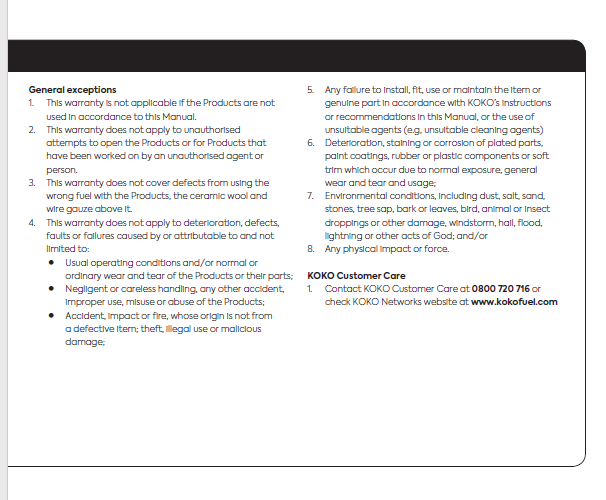 General exceptions
1. This warranty is not applicable if the Products are not
used in accordance to this Manual.
2. This warranty does not apply to unauthorised
attempts to open the Products or for Products that
have been worked on by an unauthorised agent or
person.
3. This warranty does not cover defects from using the
wrong fuel with the Products, the ceramic wool and
wire gauze above it.
4. This warranty does not apply to deterioration, defects,
faults or failures caused by or attributable to and not
limited to:
• Usual operating conditions and/or normal or
ordinary wear and tear of the Products or their parts;
• Negligent or careless handling, any other accident,
improper use, misuse or abuse of the Products;
• Accident, impact or fire, whose origin is not from
a defective item; theft, illegal use or malicious
damage;
5. Any failure to install, fit, use or maintain the item or
genuine part in accordance with KOKO's instructions
or recommendations in this Manual, or the use of
unsuitable agents (e.g, unsuitable cleaning agents)
6. Deterioration, staining or corrosion of plated parts,
paint coatings, rubber or plastic components or soft
trim which occur due to normal exposure, general
wear and tear and usage;
7. Environmental conditions, including dust, salt, sand,
stones, tree sap, bark or leaves, bird, animal or insect
droppings or other damage, windstorm, hail, flood,
lightning or other acts of God; and/or
8. Any physical impact or force.
KOKO Customer Care
1. Contact KOKO Customer Care at 0800 720 716 or
check KOKO Networks website at www.kokofuel.com